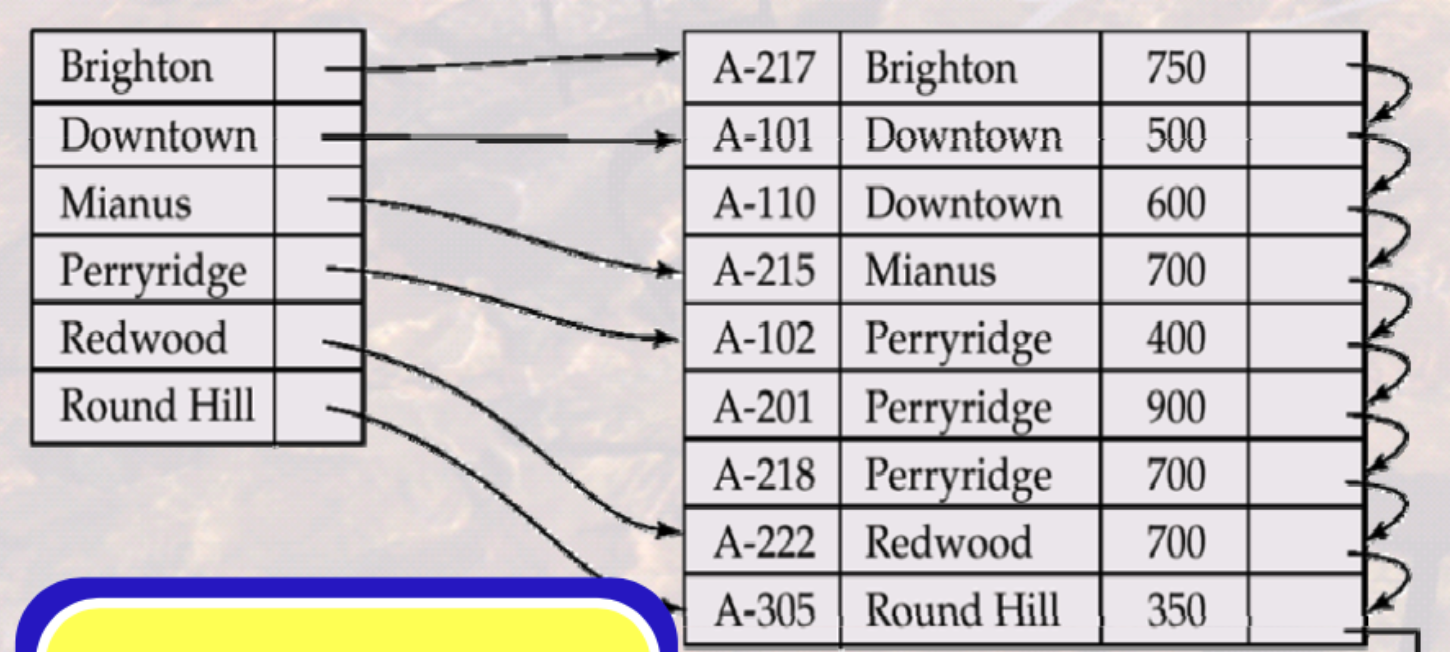 Brighton
Downtown
Mianus
Perryridge
Redwood
Round Hill
A-217 Brighton 750
A-101 Downtown 500
A-110 Downtown 600
A-215 Mianus 700
A-102 Perryridge 400
A-201 Perryridge 900
A-218 Perryridge 700
A-222 Redwood 700
A-305 Round Hill 350